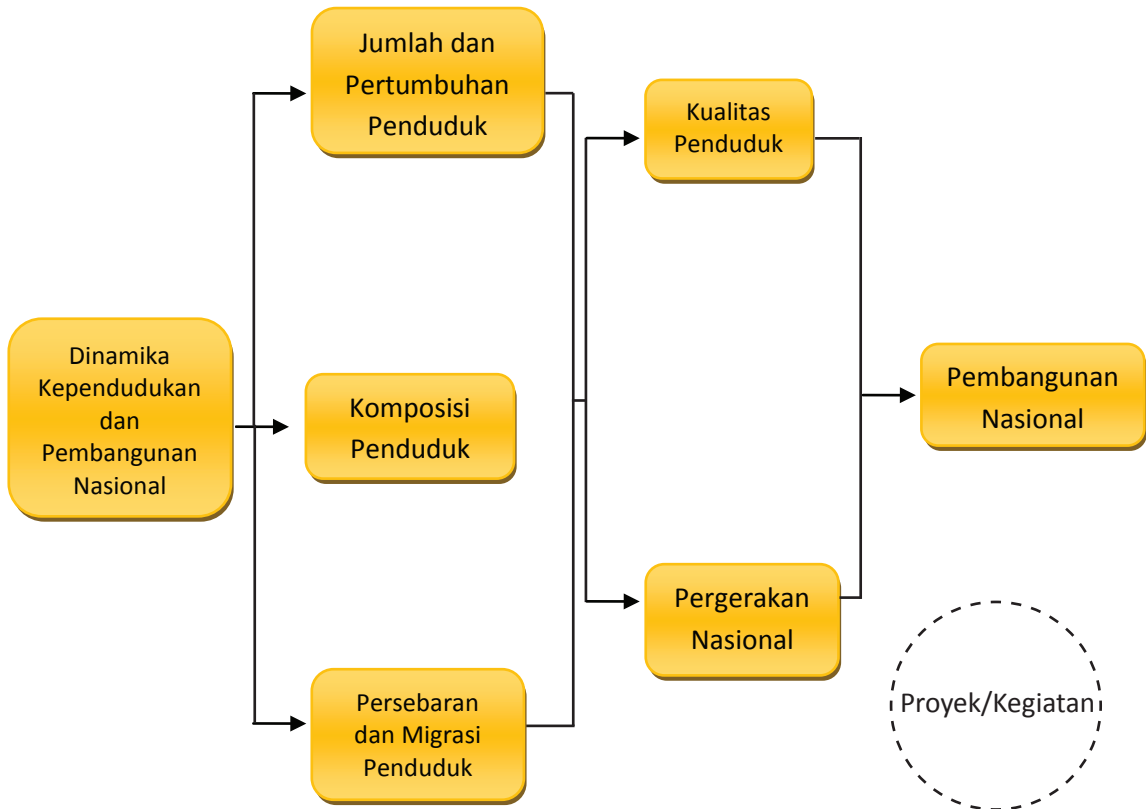 Dinamika
Kependudukan
dan
Pembangunan
Nasional
Jumlah dan
Pertumbuhan
Penduduk
Komposisi
Penduduk
Persebaran
dan Migrasi
Penduduk
Kualitas
Penduduk
Pergerakan
Nasional
Pembangunan
Nasional
Proyek/Kegiatan